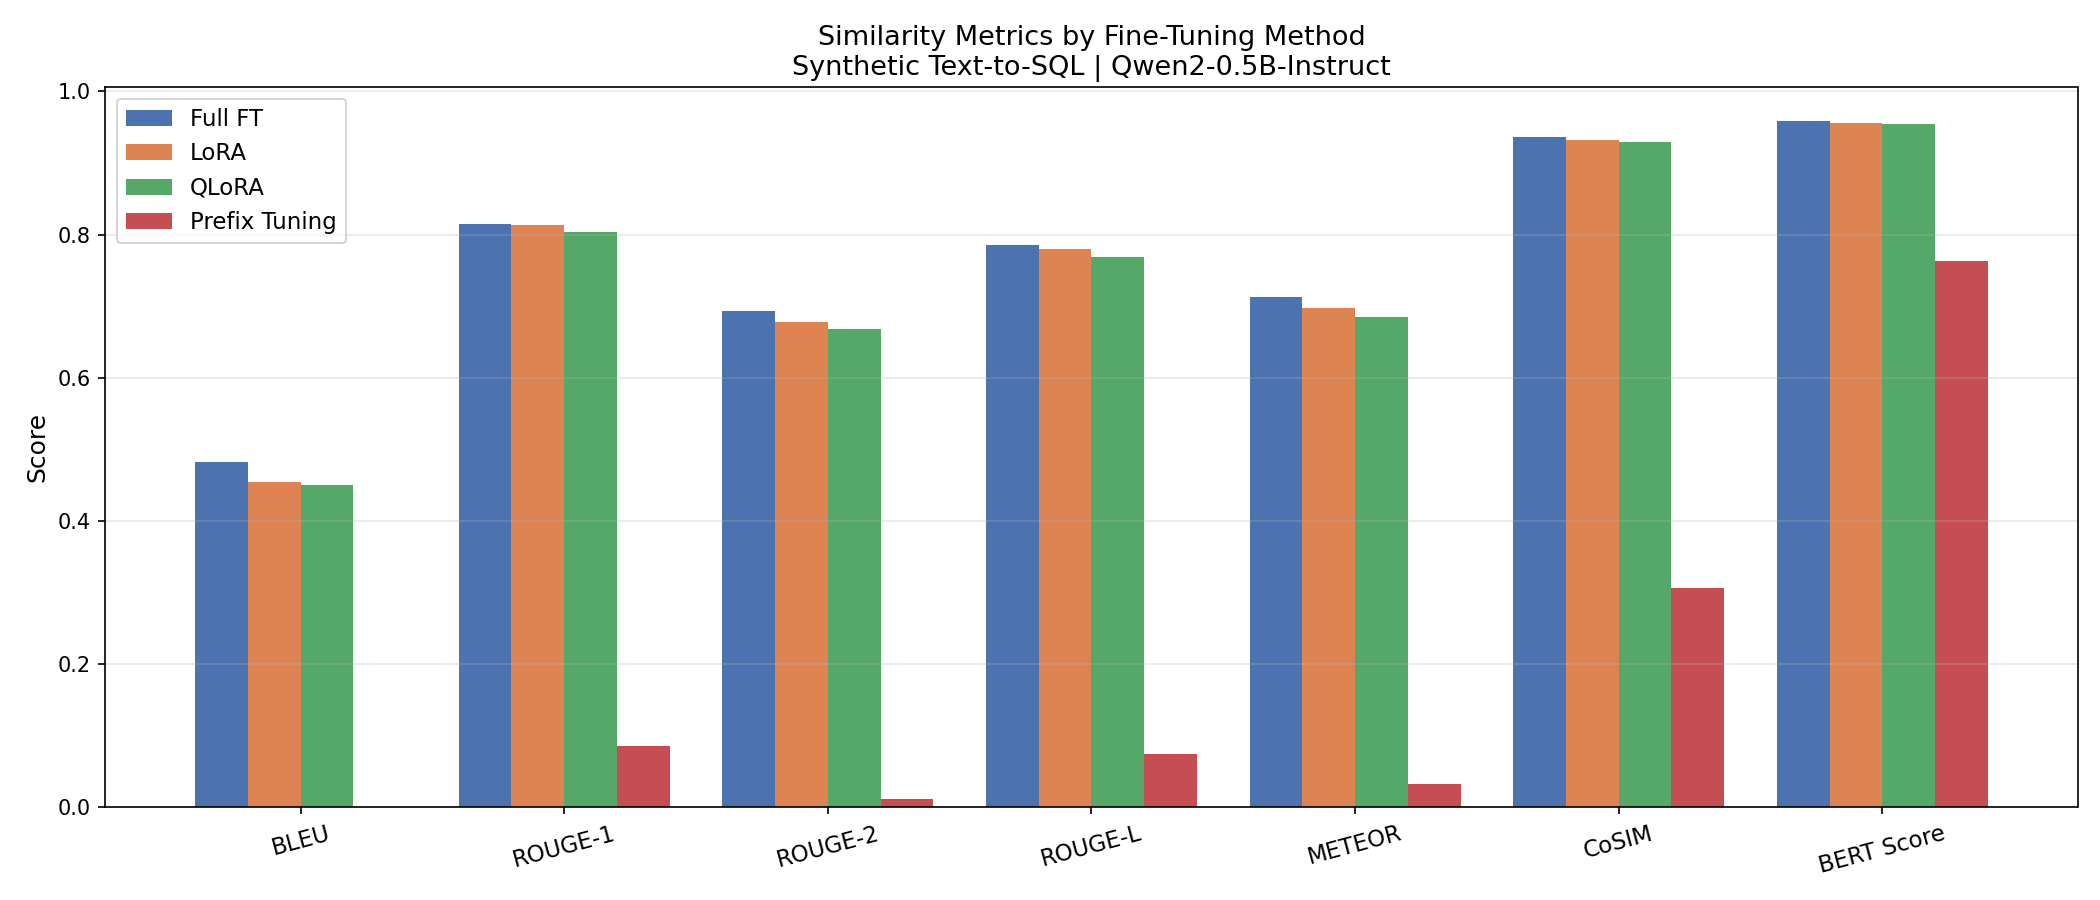 Similarity Metrics by Fine-Tuning Method
Synthetic Text-to-SQL | Qwen2-0.5B-Instruct
Full FT
LoRA
QLoRA
Prefix Tuning
Score
1.0
0.8
0.6
0.4
0.2
0.0
BLEU
ROUGE-1
ROUGE-2
ROUGE-L
METEOR
CoSIM
BERT Score